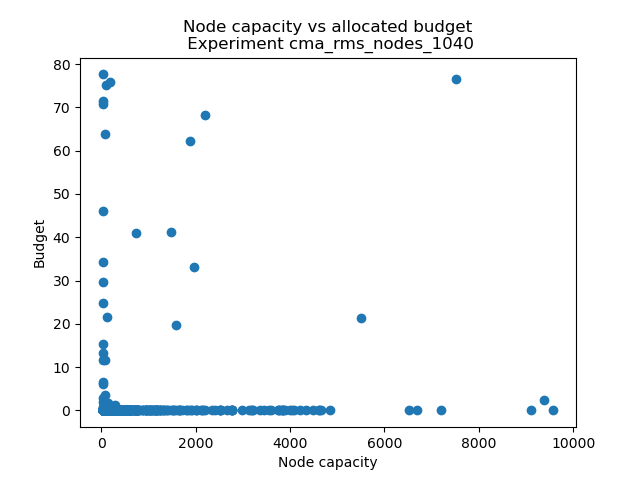 Node capacity vs allocated budget
Experiment cma_rms_nodes_1040
80
70
60
50
40
30
20
10
0
Budget
0 2000 4000 6000 8000 10000
Node capacity